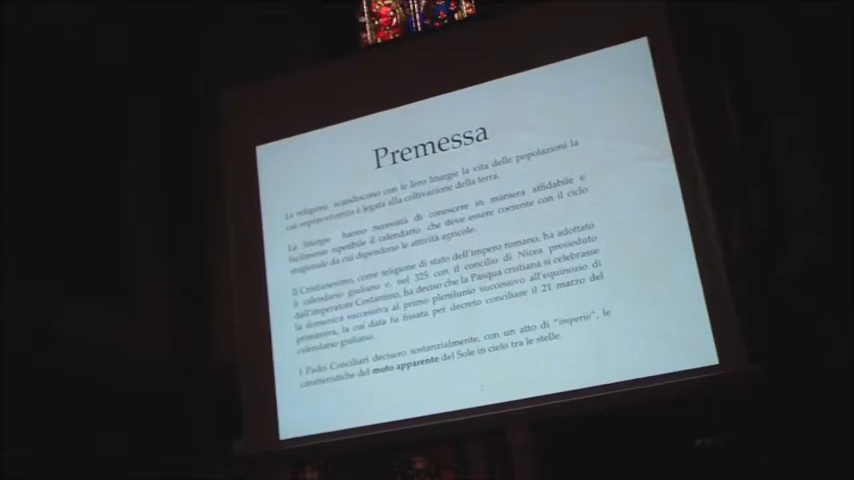 Premessa
Le religioni scandiscono con le loro liturgie la vita delle popolazioni la
cui sopravvivenza è legata alla coltivazione della terra.
Le liturgie hanno necessità di conoscere in maniera affidabile e
facilmente ripetibile il calendario che deve essere coerente con il ciclo
stagionale da cui dipendono le attività agricole.
Il Cristianesimo, come religione di stato dell'impero romano, ha adottato
il calendario giuliano e, nel 325 con il concilio di Nicea presieduto
dall'imperatore Costantino, ha deciso che la Pasqua cristiana si celebrasse
la domenica successiva al primo plenilunio successivo all'equinozio di
primavera, la cui data fu fissata per decreto conciliare il 21 marzo del
calendario giuliano.
I Padri Conciliari decisero sostanzialmente, con un atto di "imperio", le
caratteristiche del moto apparente del Sole in cielo tra le stelle.